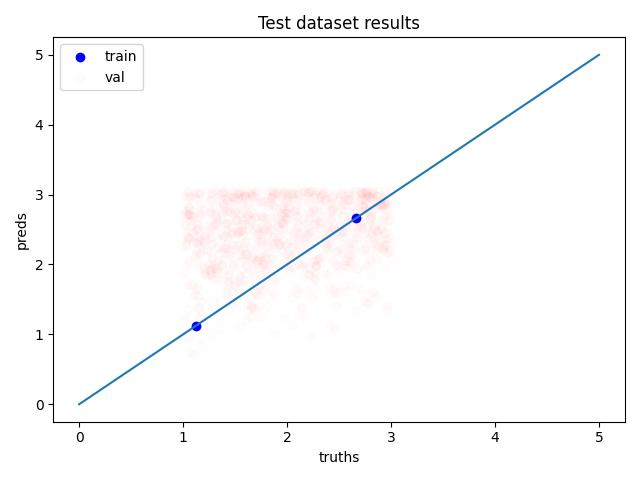 Test dataset results
train
val
5
4
3
2
1
0
preds
0 1 2 3 4 5
truths